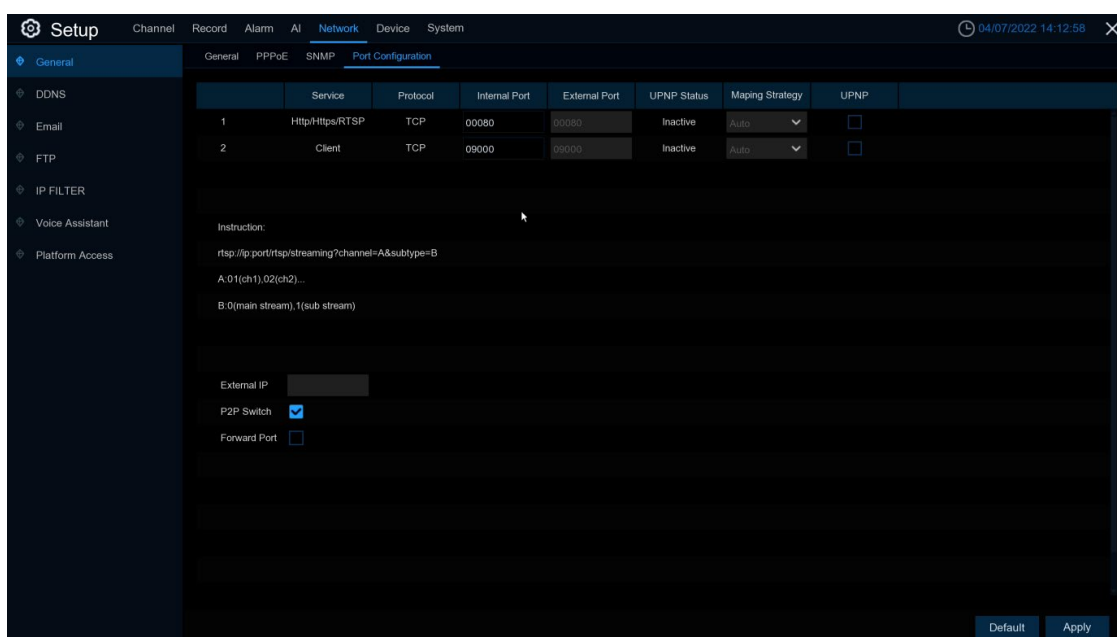 Setup Channel Record Alarm AI Network Device System 04/07/2022 14:12:58
General PPPoE SNMP Port Configuration
General
DDNS
Email
FTP
IP FILTER
Voice Assistant
Platform Access
Service Protocol Internal Port External Port UPNP Status Maping Strategy UPNP
1 Http/Https/RTSP TCP 00080 00080 Inactive Auto
2 Client TCP 09000 09000 Inactive Auto
Instruction:
rtsp://ip:port/rtsp/streaming?channel=A&subtype=B
A:01(ch1),02(ch2)...
B:0(main stream),1(sub stream)
External IP
P2P Switch
Forward Port
Default Apply